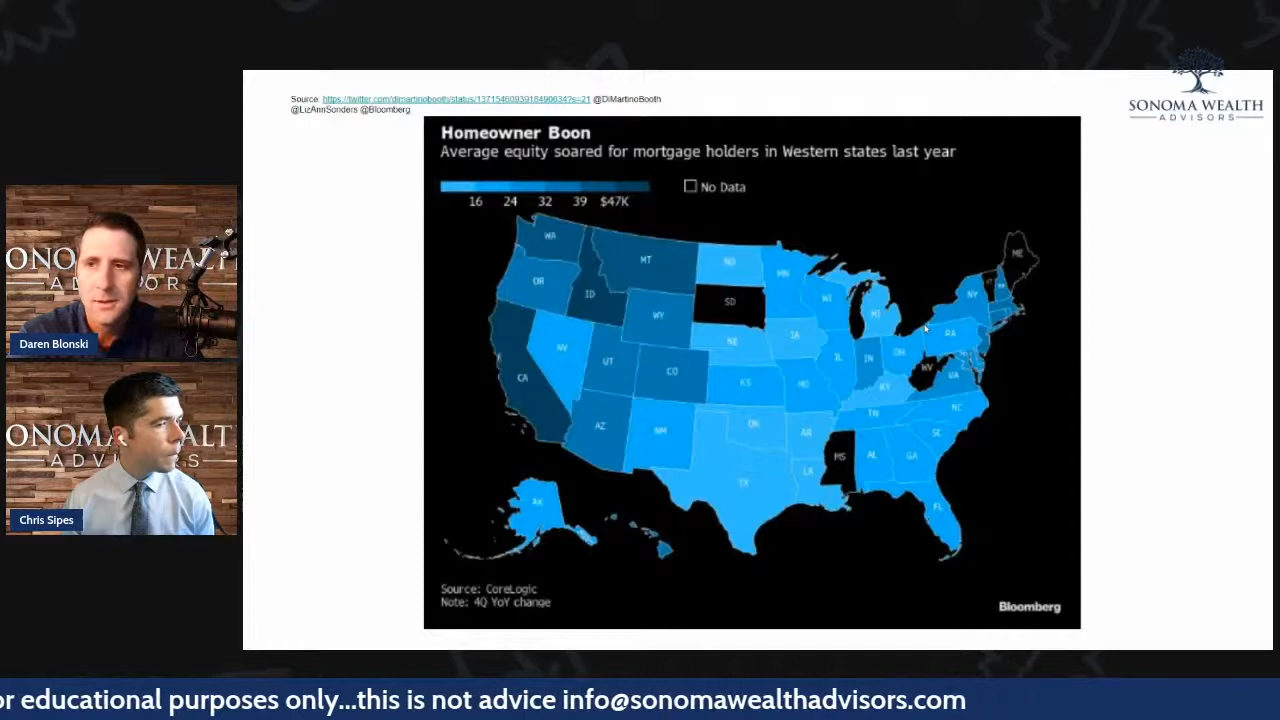 Source: https://twitter.com/dimartinobooth/status/1371546093918490634?s=21 @DiMartinoBooth
@LizAnnSonders @Bloomberg
SONOMA WEALTH
ADVISORS
Homeowner Boon
Average equity soared for mortgage holders in Western states last year
16 24 32 39 $47K
No Data
WA
MT
ND
MN
ME
OR
ID
SD
WI
NY
WY
MI
NV
NE
IA
PA
UT
IL
IN
OH
WV
CA
CO
KS
MO
KY
VA
AZ
NM
OK
AR
TN
NC
MS
AL
GA
SC
TX
LA
FL
AK
Source: CoreLogic
Note: 4Q YoY change
Bloomberg
Daren Blonski
Chris Sipes
or educational purposes only...this is not advice info@sonomawealthadvisors.com